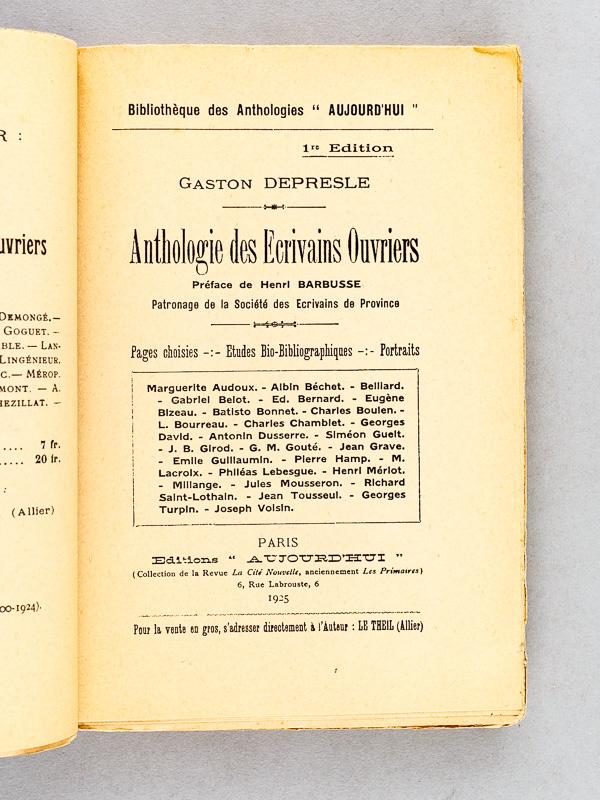 R :
uvriers
DEMONGÉ.—
GOGUET. —
BLE. — LAN-
LINGÉNIEUR.
C.— MÉROP.
MONT. — A.
HEZILLAT. —
.... 7 fr.
..... 20 fr.
:
(Allier)
00-1924).
Bibliothèque des Anthologies “ AUJOURD'HUI ”
1re Edition
GASTON DEPRESLE
Anthologie des Ecrivains Ouvriers
Préface de Henri BARBUSSE
Patronage de la Société des Ecrivains de Province
Pages choisies -:- Etudes Bio-Bibliographiques -:- Portraits
Marguerite Audoux. - Albin Béchet. - Belliard.
- Gabriel Belot. - Ed. Bernard. - Eugène
Bizeau. - Batisto Bonnet. - Charles Boulen. -
L. Bourreau. - Charles Chamblet. - Georges
David. - Antonin Dusserre. - Siméon Gueit.
- J. B. Girod. - G. M. Gouté. - Jean Grave.
- Emile Guillaumin. - Pierre Hamp. - M.
Lacroix. - Philéas Lebesgue. - Henri Mériot.
- Millange. - Jules Mousseron. - Richard
Saint-Lothain. - Jean Tousseul. - Georges
Turpin. - Joseph Voisin.
PARIS
Editions “ AUJOURD'HUI ”
(Collection de la Revue La Cité Nouvelle, anciennement Les Primaires)
6, Rue Labrouste, 6
1925
Pour la vente en gros, s'adresser directement à l'Auteur : LE THEIL (Allier)